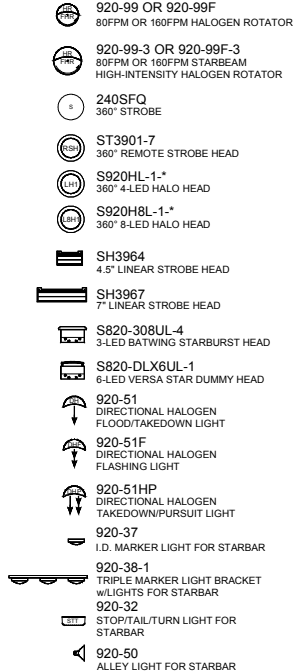 HR
FHR
920-99 OR 920-99F
80FPM OR 160FPM HALOGEN ROTATOR
HR
FHR
920-99-3 OR 920-99F-3
80FPM OR 160FPM STARBEAM
HIGH-INTENSITY HALOGEN ROTATOR
S
240SFQ
360° STROBE
RSH
ST3901-7
360° REMOTE STROBE HEAD
LH1
S920HL-1-*
360° 4-LED HALO HEAD
L8H1
S920H8L-1-*
360° 8-LED HALO HEAD
SH3964
4.5" LINEAR STROBE HEAD
SH3967
7" LINEAR STROBE HEAD
S820-308UL-4
3-LED BATWING STARBURST HEAD
S820-DLX6UL-1
6-LED VERSA STAR DUMMY HEAD
920-51
DIRECTIONAL HALOGEN
FLOOD/TAKEDOWN LIGHT
DHF
920-51F
DIRECTIONAL HALOGEN
FLASHING LIGHT
DHP
920-51HP
DIRECTIONAL HALOGEN
TAKEDOWN/PURSUIT LIGHT
920-37
I.D. MARKER LIGHT FOR STARBAR
920-38-1
TRIPLE MARKER LIGHT BRACKET
w/LIGHTS FOR STARBAR
STT
920-32
STOP/TAIL/TURN LIGHT FOR
STARBAR
920-50
ALLEY LIGHT FOR STARBAR